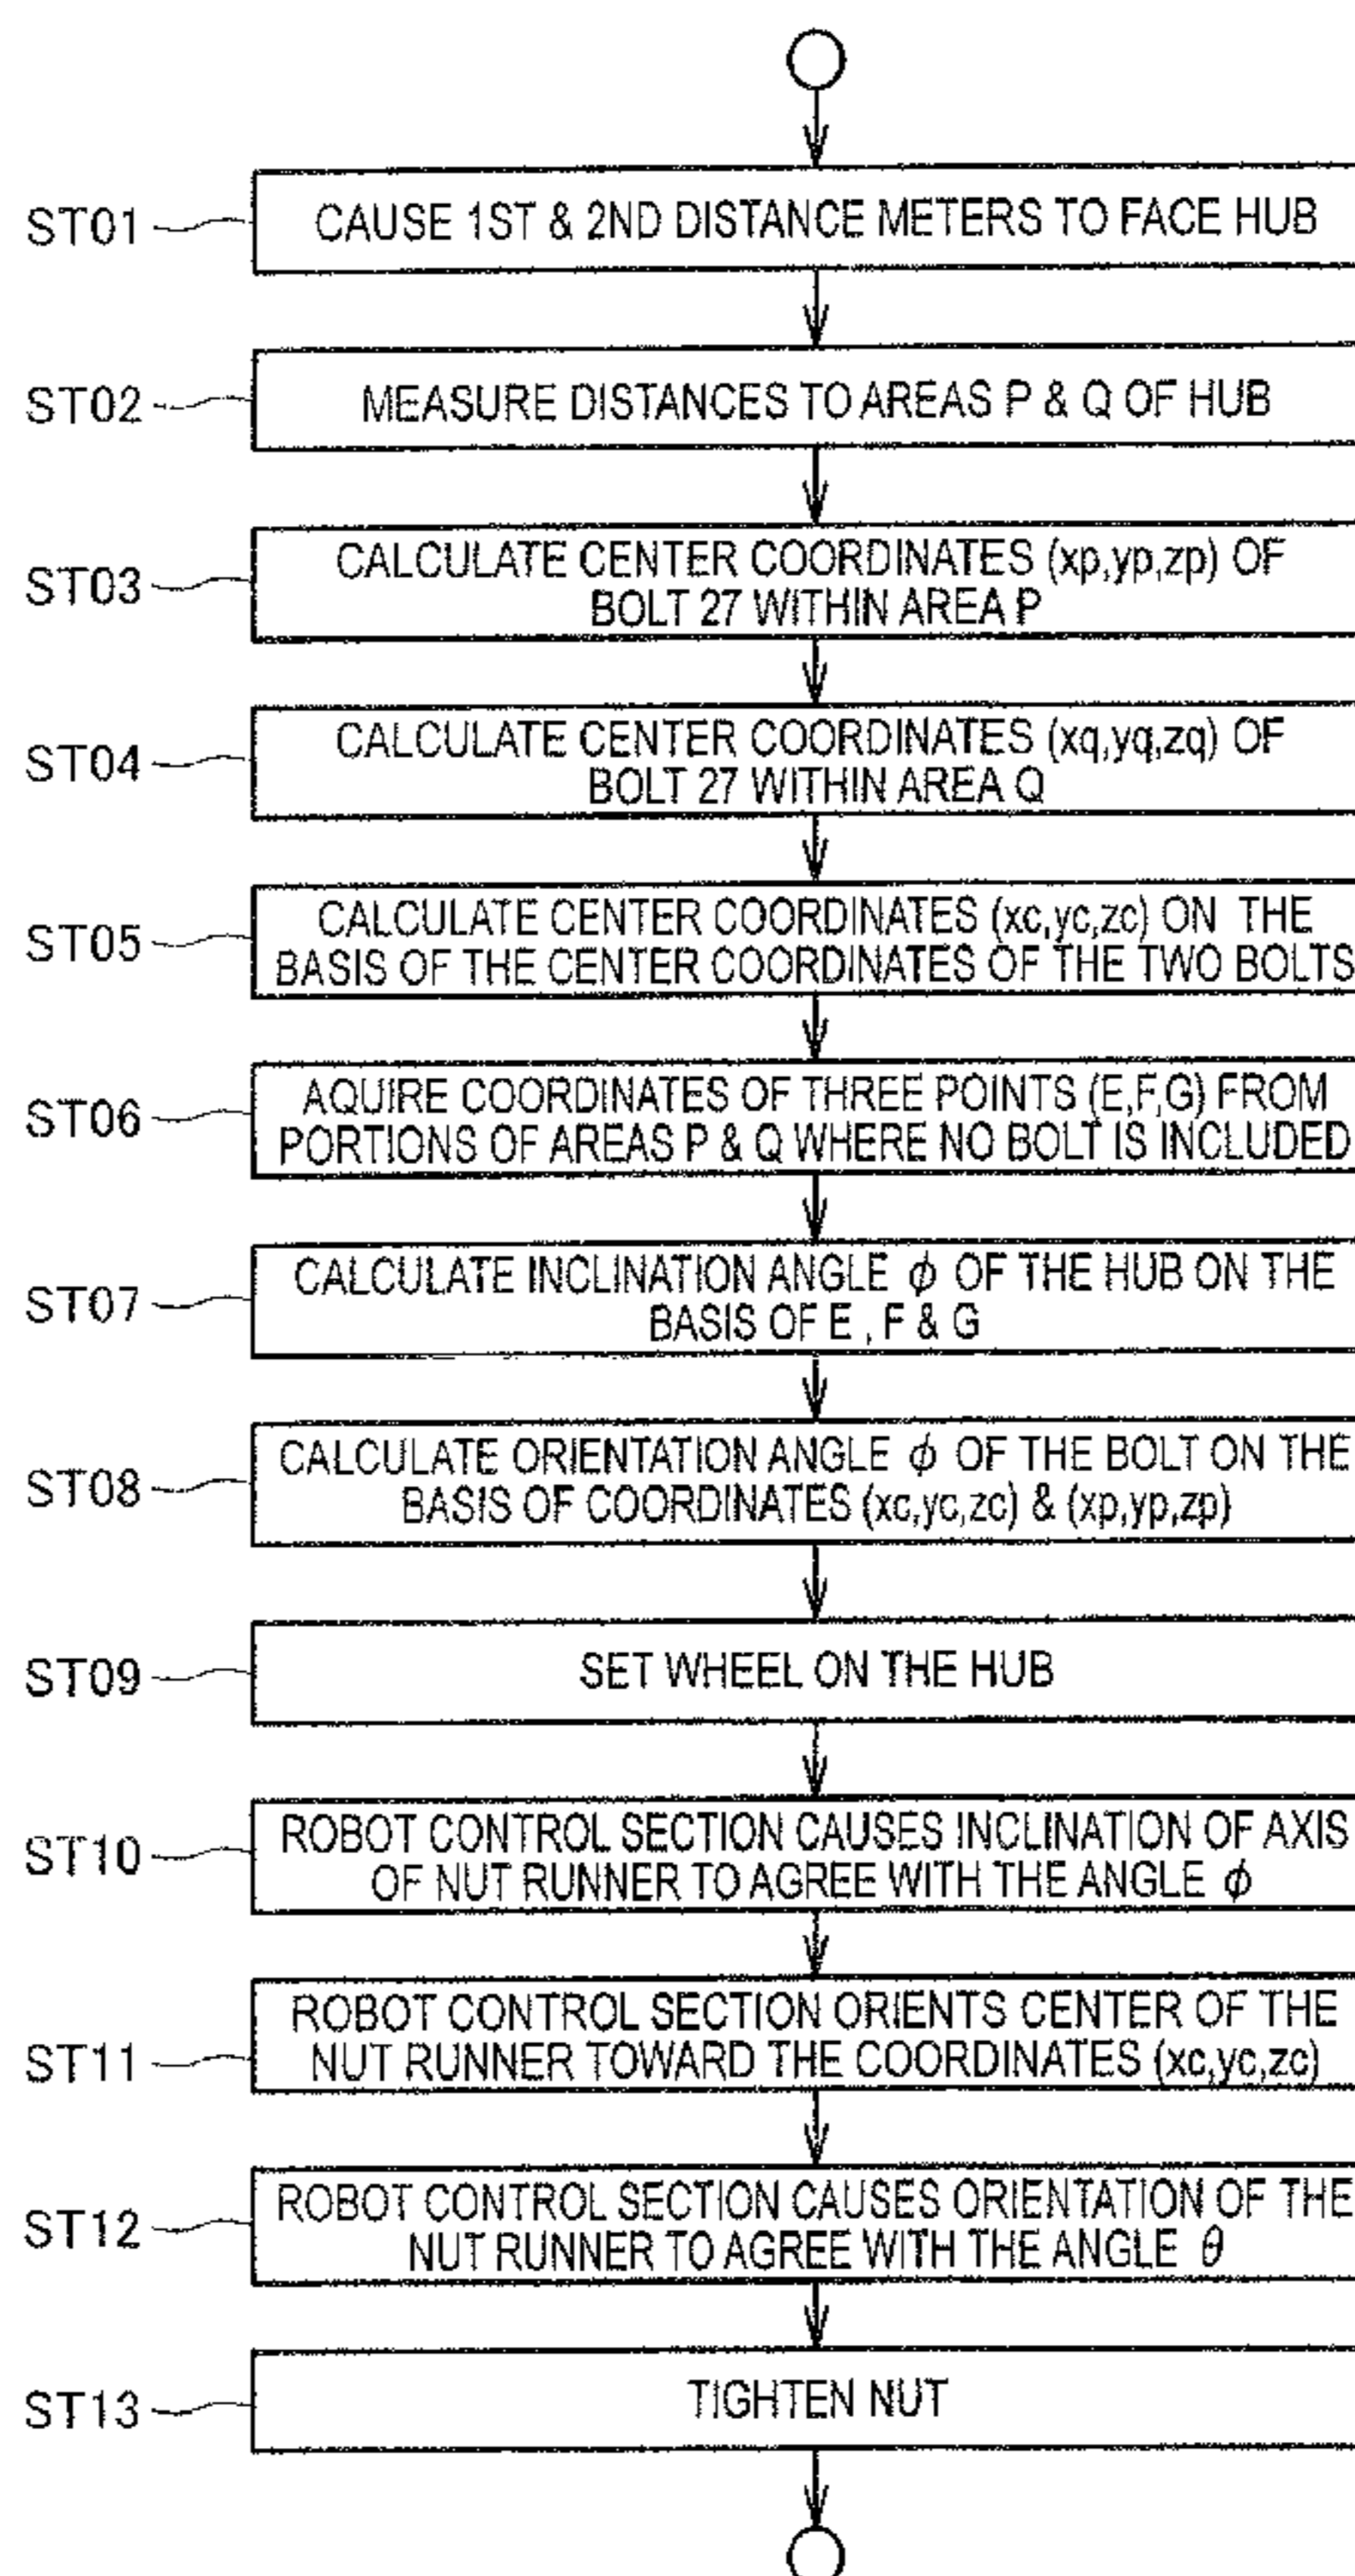 ST01
CAUSE 1ST & 2ND DISTANCE METERS TO FACE HUB
ST02
MEASURE DISTANCES TO AREAS P & Q OF HUB
ST03
CALCULATE CENTER COORDINATES (xp,yp,zp) OF
BOLT 27 WITHIN AREA P
ST04
CALCULATE CENTER COORDINATES (xq,yq,zq) OF
BOLT 27 WITHIN AREA Q
ST05
CALCULATE CENTER COORDINATES (xc,yc,zc) ON THE
BASIS OF THE CENTER COORDINATES OF THE TWO BOLTS
ST06
AQUIRE COORDINATES OF THREE POINTS (E,F,G) FROM
PORTIONS OF AREAS P & Q WHERE NO BOLT IS INCLUDED
ST07
CALCULATE INCLINATION ANGLE ϕ OF THE HUB ON THE
BASIS OF E , F & G
ST08
CALCULATE ORIENTATION ANGLE ϕ OF THE BOLT ON THE
BASIS OF COORDINATES (xc,yc,zc) & (xp,yp,zp)
ST09
SET WHEEL ON THE HUB
ST10
ROBOT CONTROL SECTION CAUSES INCLINATION OF AXIS
OF NUT RUNNER TO AGREE WITH THE ANGLE ϕ
ST11
ROBOT CONTROL SECTION ORIENTS CENTER OF THE
NUT RUNNER TOWARD THE COORDINATES (xc,yc,zc)
ST12
ROBOT CONTROL SECTION CAUSES ORIENTATION OF THE
NUT RUNNER TO AGREE WITH THE ANGLE θ
ST13
TIGHTEN NUT